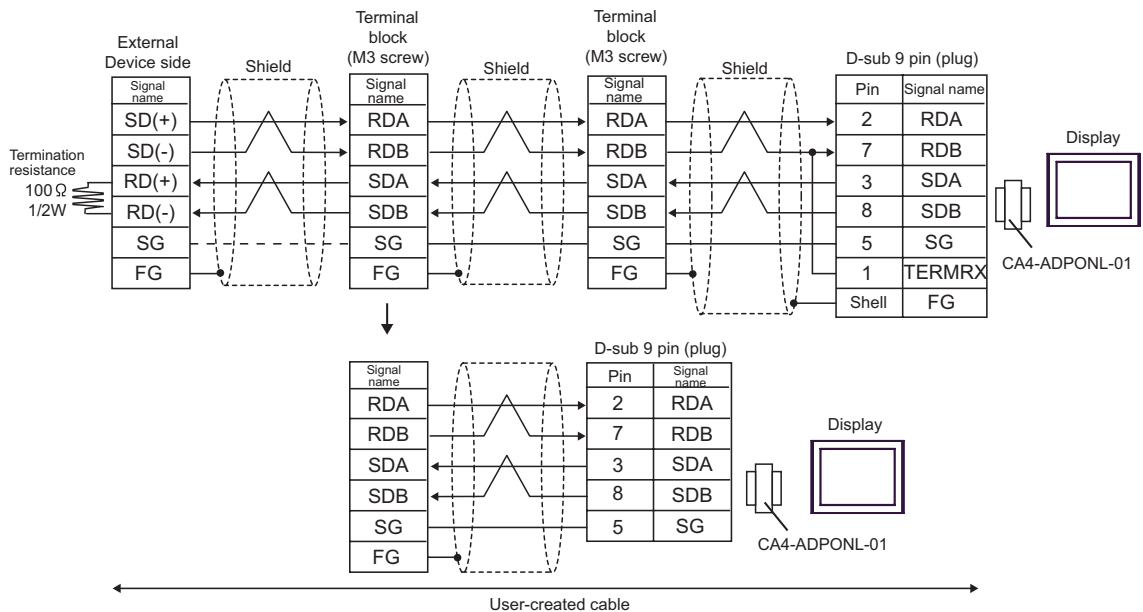 External
Device side
Signal
name
SD(+)
SD(-)
RD(+)
RD(-)
SG
FG
Termination
resistance
100 Ω
1/2W
Shield
Terminal
block
(M3 screw)
Signal
name
RDA
RDB
SDA
SDB
SG
FG
Shield
Terminal
block
(M3 screw)
Signal
name
RDA
RDB
SDA
SDB
SG
FG
Shield
D-sub 9 pin (plug)
Pin Signal name
2 RDA
7 RDB
3 SDA
8 SDB
5 SG
1 TERMRX
Shell FG
Display
CA4-ADPONL-01
Signal
name
RDA
RDB
SDA
SDB
SG
FG
D-sub 9 pin (plug)
Pin Signal name
2 RDA
7 RDB
3 SDA
8 SDB
5 SG
Display
CA4-ADPONL-01
User-created cable